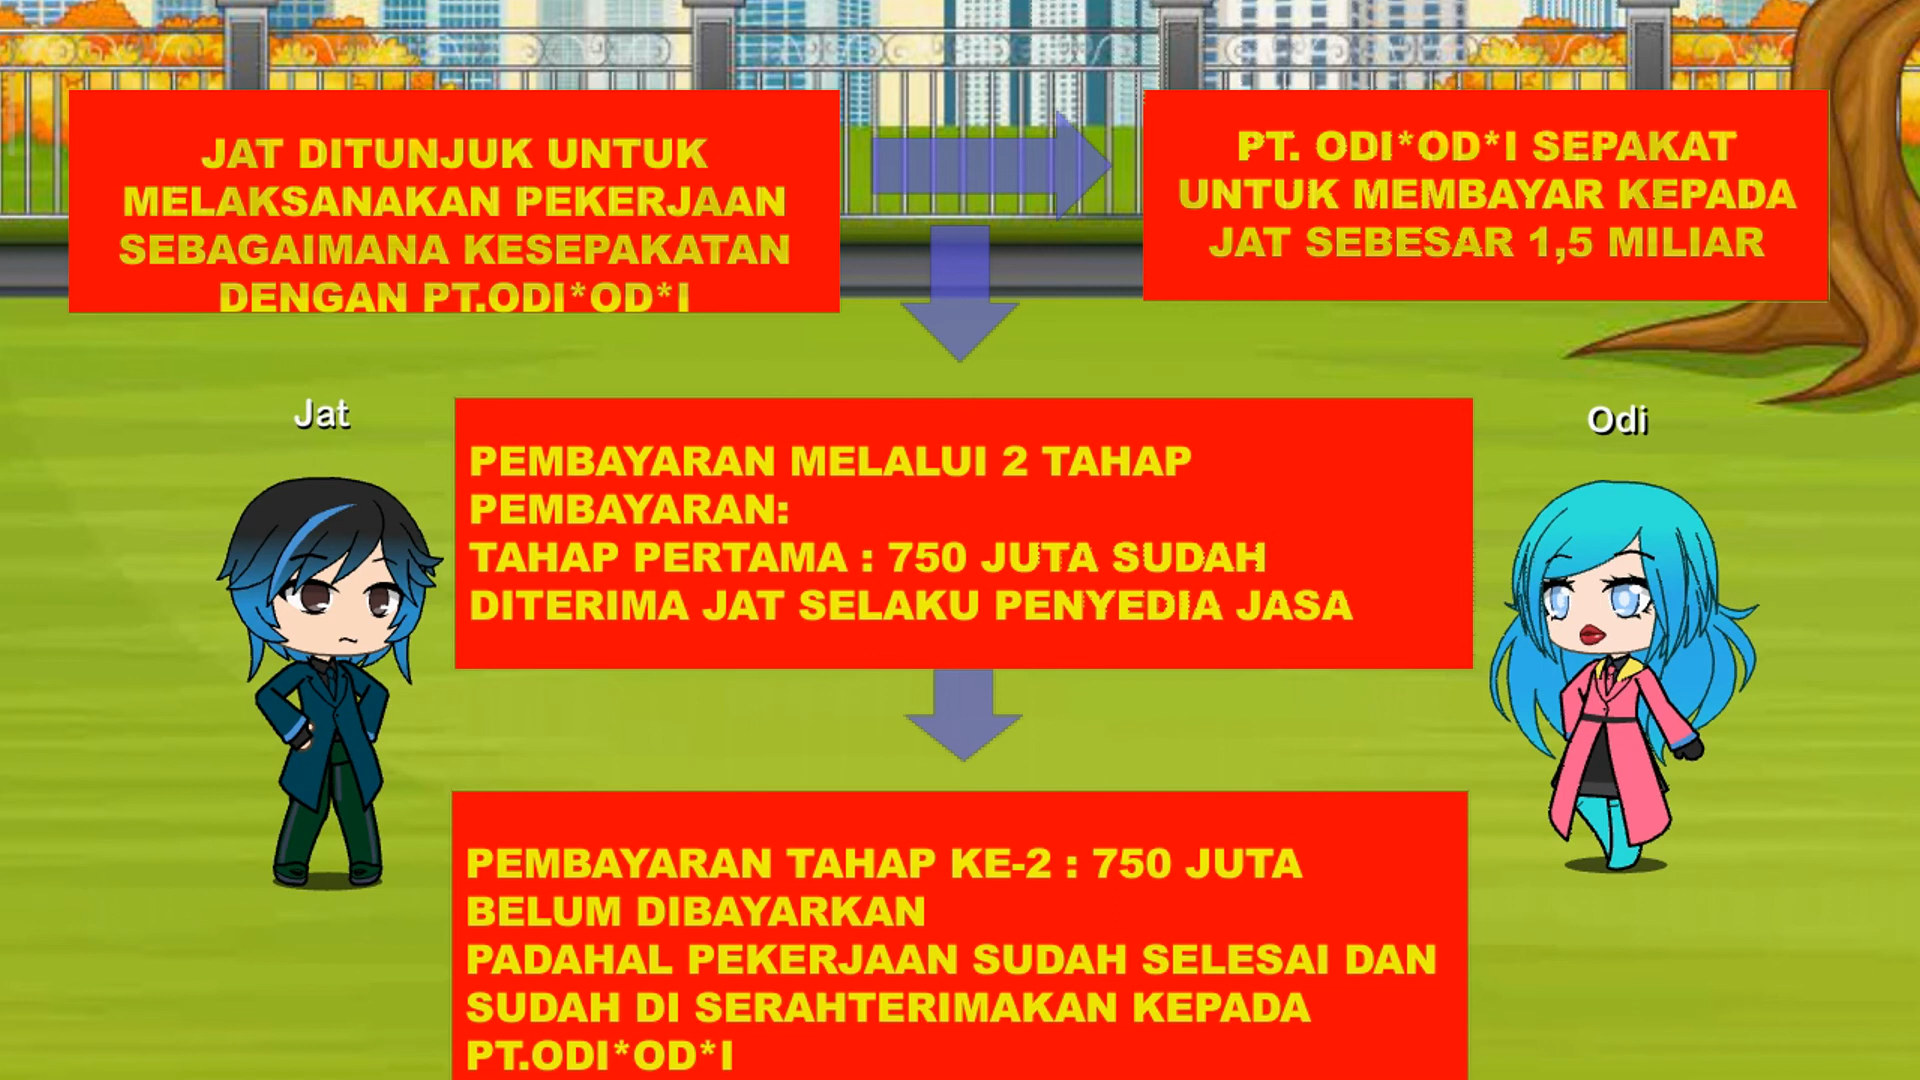 JAT DITUNJUK UNTUK
MELAKSANAKAN PEKERJAAN
SEBAGAIMANA KESEPAKATAN
DENGAN PT.ODI*OD*I
PT. ODI*OD*I SEPAKAT
UNTUK MEMBAYAR KEPADA
JAT SEBESAR 1,5 MILIAR
Jat
Odi
PEMBAYARAN MELALUI 2 TAHAP
PEMBAYARAN:
TAHAP PERTAMA : 750 JUTA SUDAH
DITERIMA JAT SELAKU PENYEDIA JASA
PEMBAYARAN TAHAP KE-2 : 750 JUTA
BELUM DIBAYARKAN
PADAHAL PEKERJAAN SUDAH SELESAI DAN
SUDAH DI SERAHTERIMAKAN KEPADA
PT.ODI*OD*I